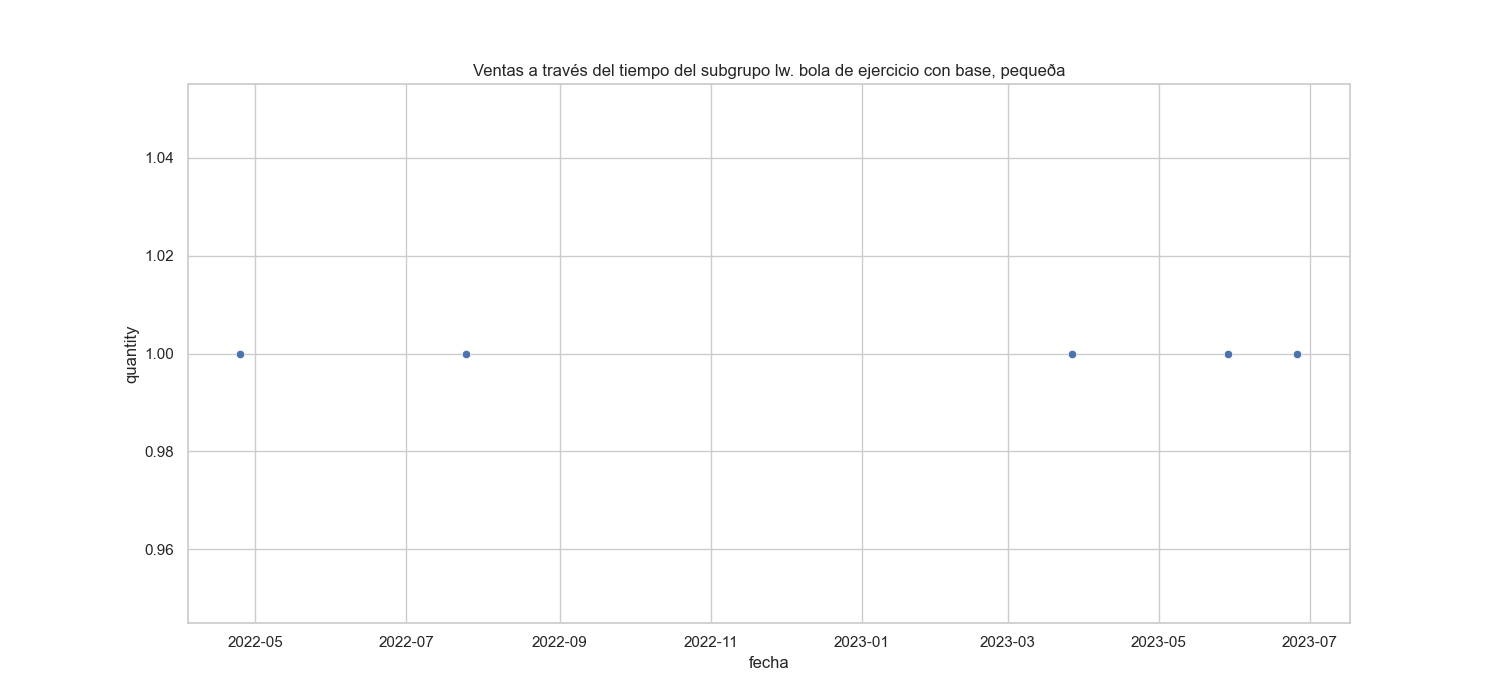 Ventas a través del tiempo del subgrupo lw. bola de ejercicio con base, pequeða
1.04
1.02
1.00
0.98
0.96
quantity
2022-05 2022-07 2022-09 2022-11 2023-01 2023-03 2023-05 2023-07
fecha